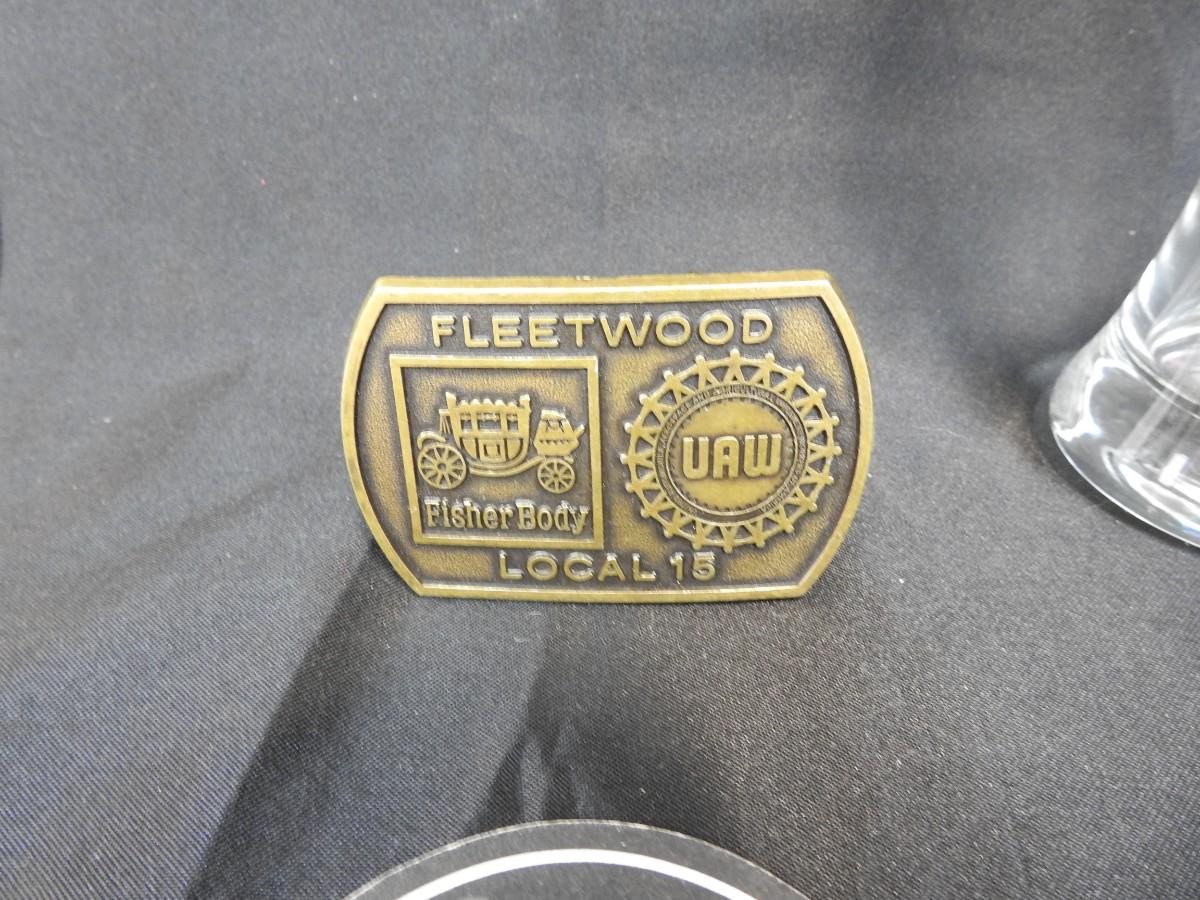 FLEETWOOD
Fisher Body
UAW
LOCAL 15